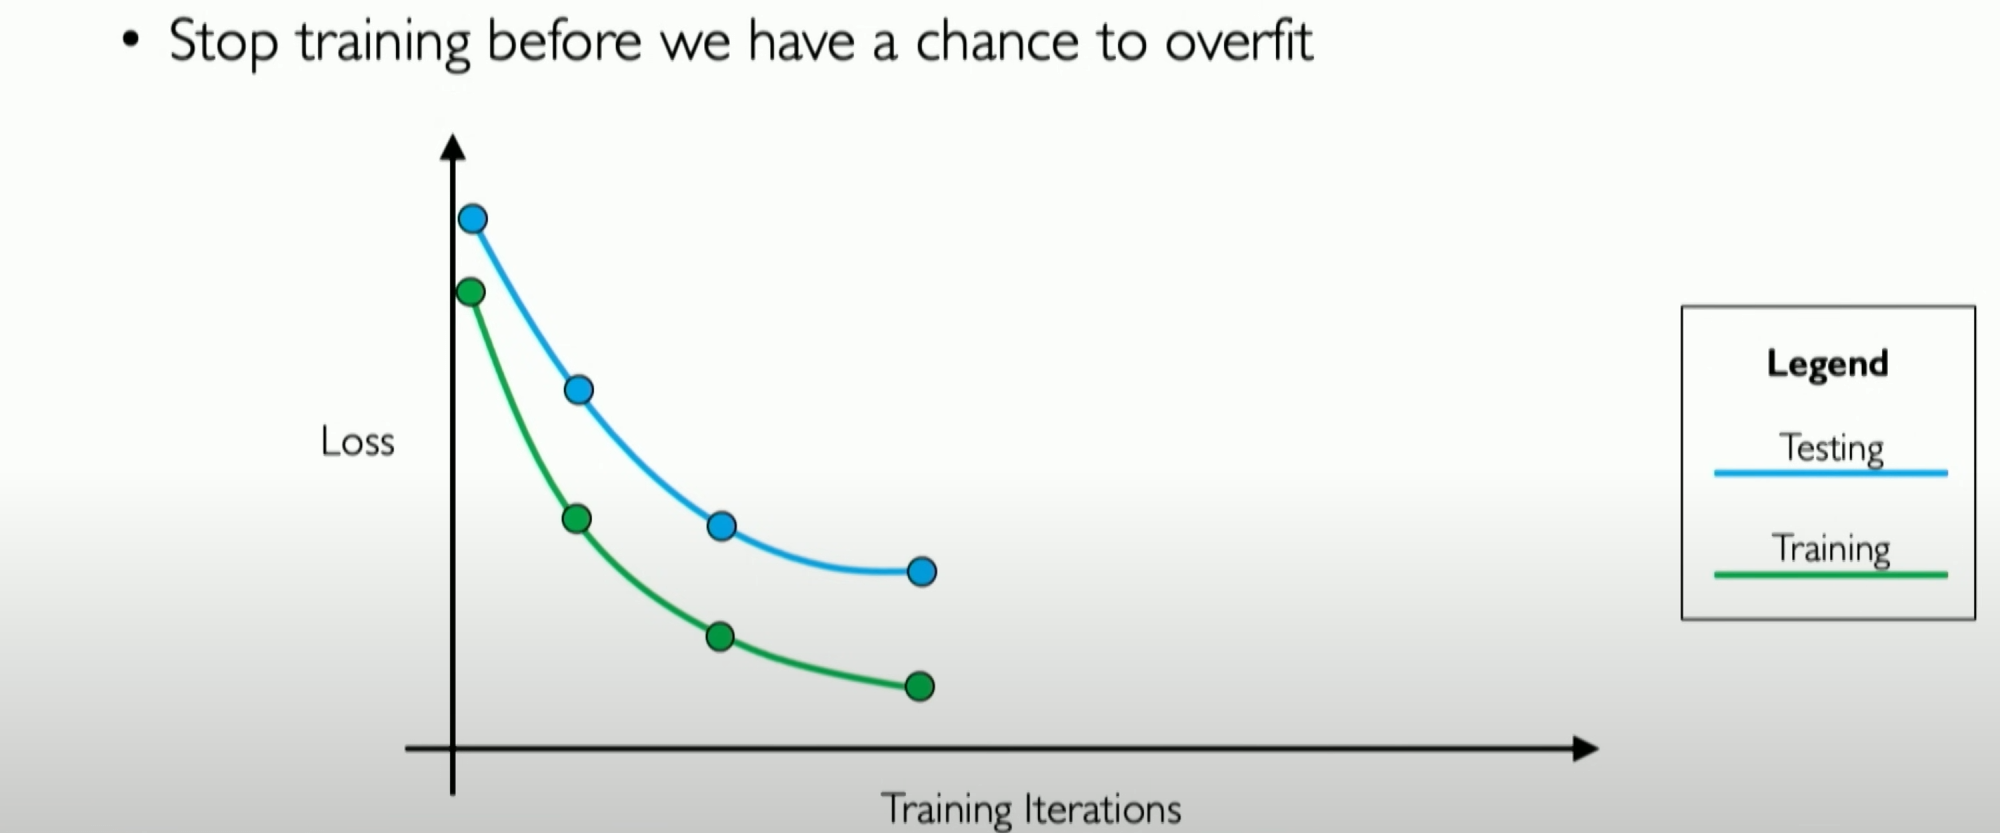 • Stop training before we have a chance to overfit
Loss
Legend
Testing
Training
Training Iterations